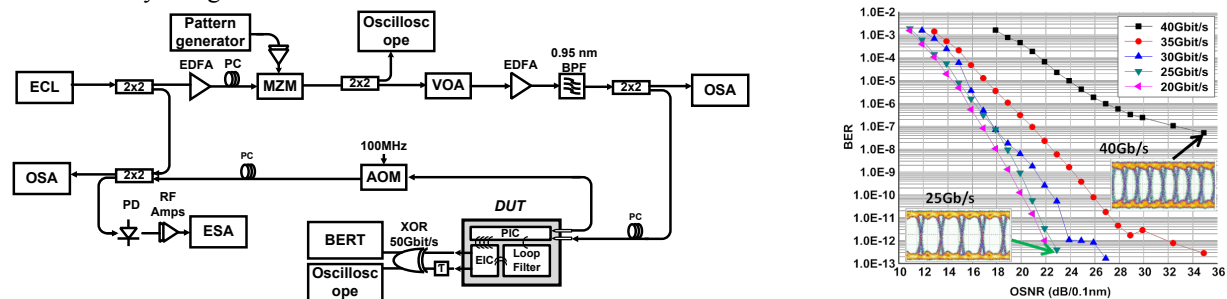 Pattern
generator
Oscillosc
ope
EDFA
PC
ECL
2x2
MZM
2x2
VOA
EDFA
0.95 nm
BPF
2x2
OSA
OSA
2x2
PC
100MHz
AOM
PD
RF
Amps
ESA
DUT
PC
PIC
EIC
Loop
Filter
XOR
50Gbit/s
BERT
τ
Oscillosc
ope
1.0E-2
1.0E-3
1.0E-4
1.0E-5
1.0E-6
1.0E-7
1.0E-8
1.0E-9
1.0E-10
1.0E-11
1.0E-12
1.0E-13
BER
40Gbit/s
35Gbit/s
30Gbit/s
25Gbit/s
20Gbit/s
40Gb/s
25Gb/s
10 12 14 16 18 20 22 24 26 28 30 32 34 36
OSNR (dB/0.1nm)